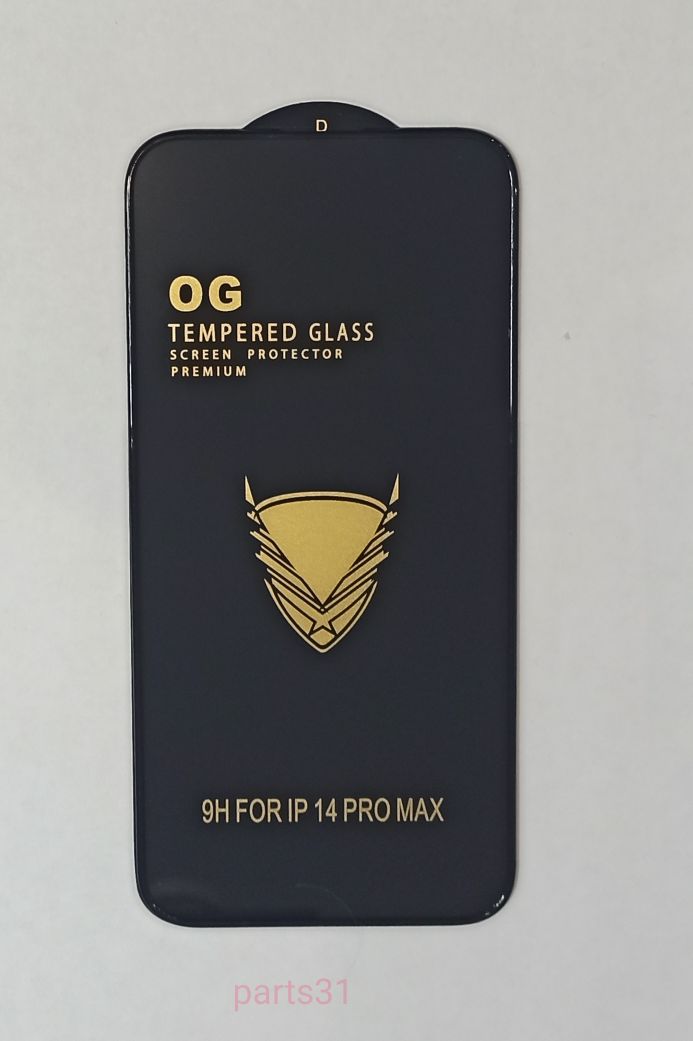 D
OG
TEMPERED GLASS
SCREEN PROTECTOR
PREMIUM
9H FOR IP 14 PRO MAX
parts31